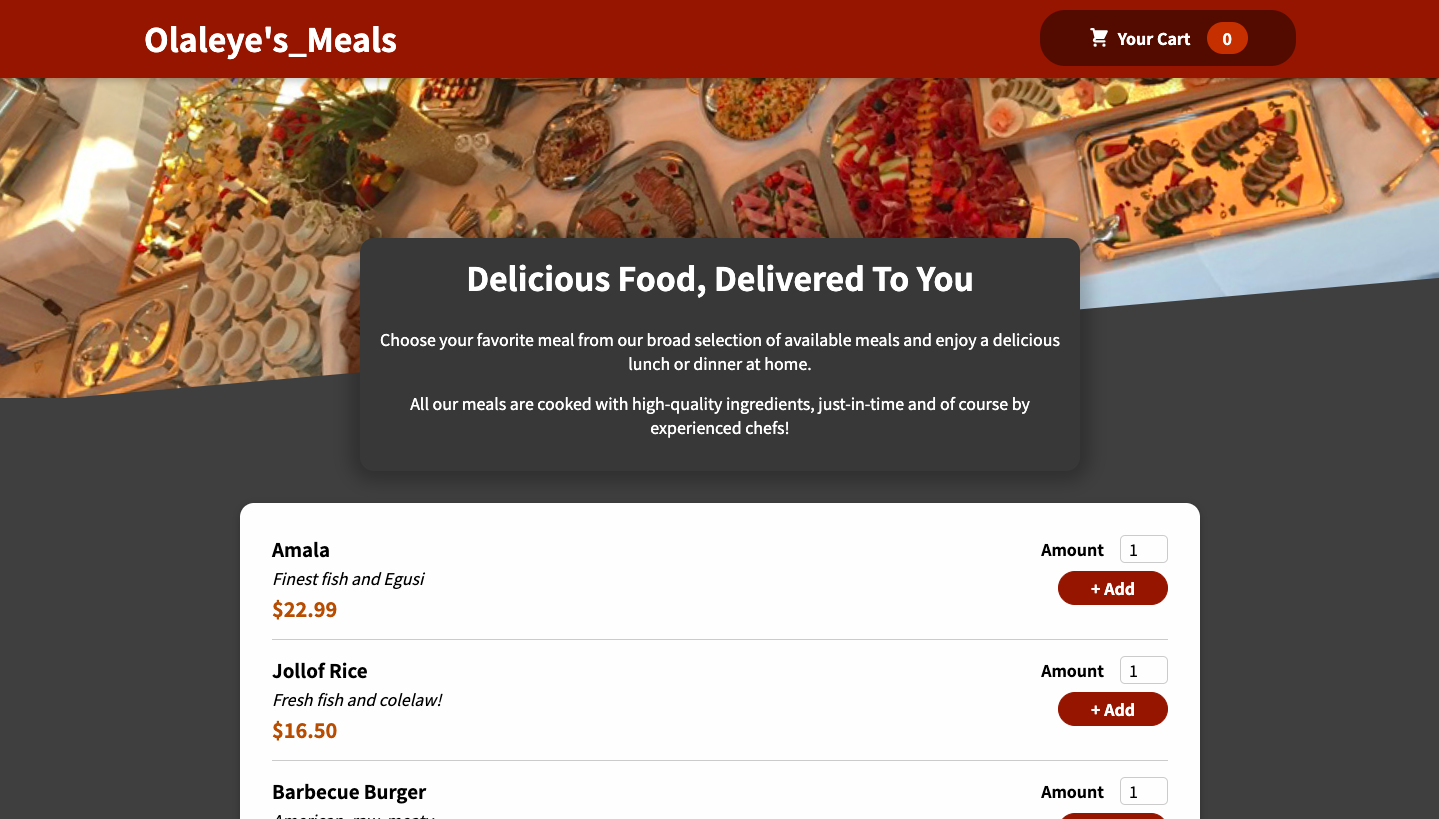 Olaleye's_Meals
Your Cart 0
Delicious Food, Delivered To You
Choose your favorite meal from our broad selection of available meals and enjoy a delicious
lunch or dinner at home.
All our meals are cooked with high-quality ingredients, just-in-time and of course by
experienced chefs!
Amala
Amount 1
Finest fish and Egusi
+ Add
$22.99
Jollof Rice
Amount 1
Fresh fish and colelaw!
+ Add
$16.50
Barbecue Burger
Amount 1
American, raw, meaty